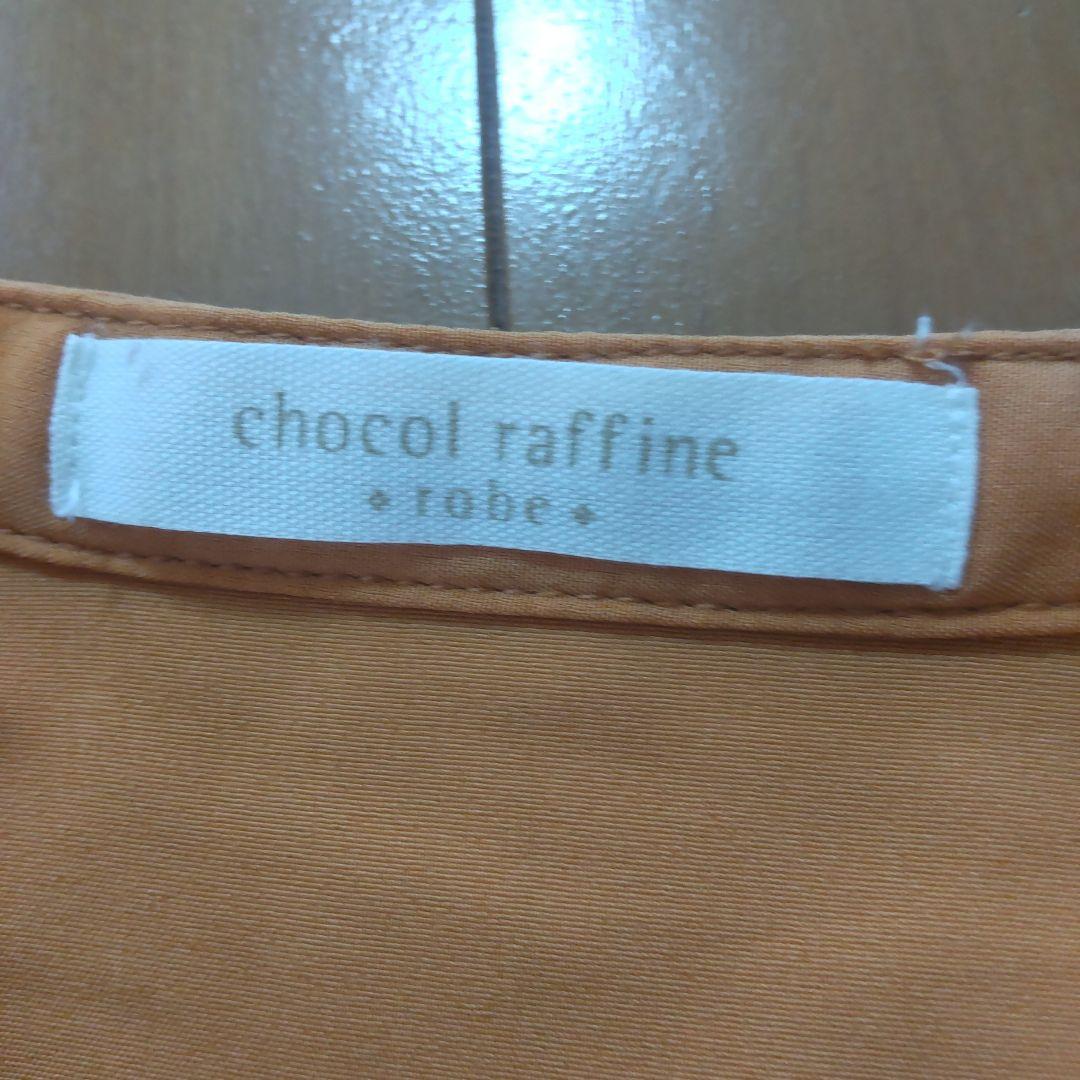 chocol raffine
◆ robe ◆